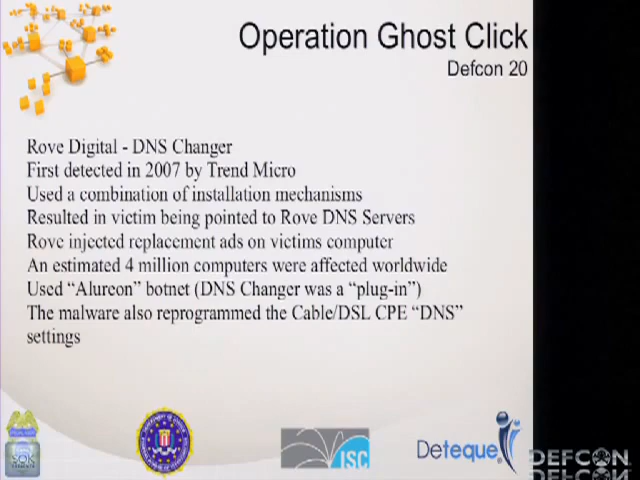 Operation Ghost Click
Defcon 20
Rove Digital - DNS Changer
First detected in 2007 by Trend Micro
Used a combination of installation mechanisms
Resulted in victim being pointed to Rove DNS Servers
Rove injected replacement ads on victims computer
An estimated 4 million computers were affected worldwide
Used “Alureon” botnet (DNS Changer was a “plug-in”)
The malware also reprogrammed the Cable/DSL CPE “DNS”
settings
ISC
Deteque
DEFCON